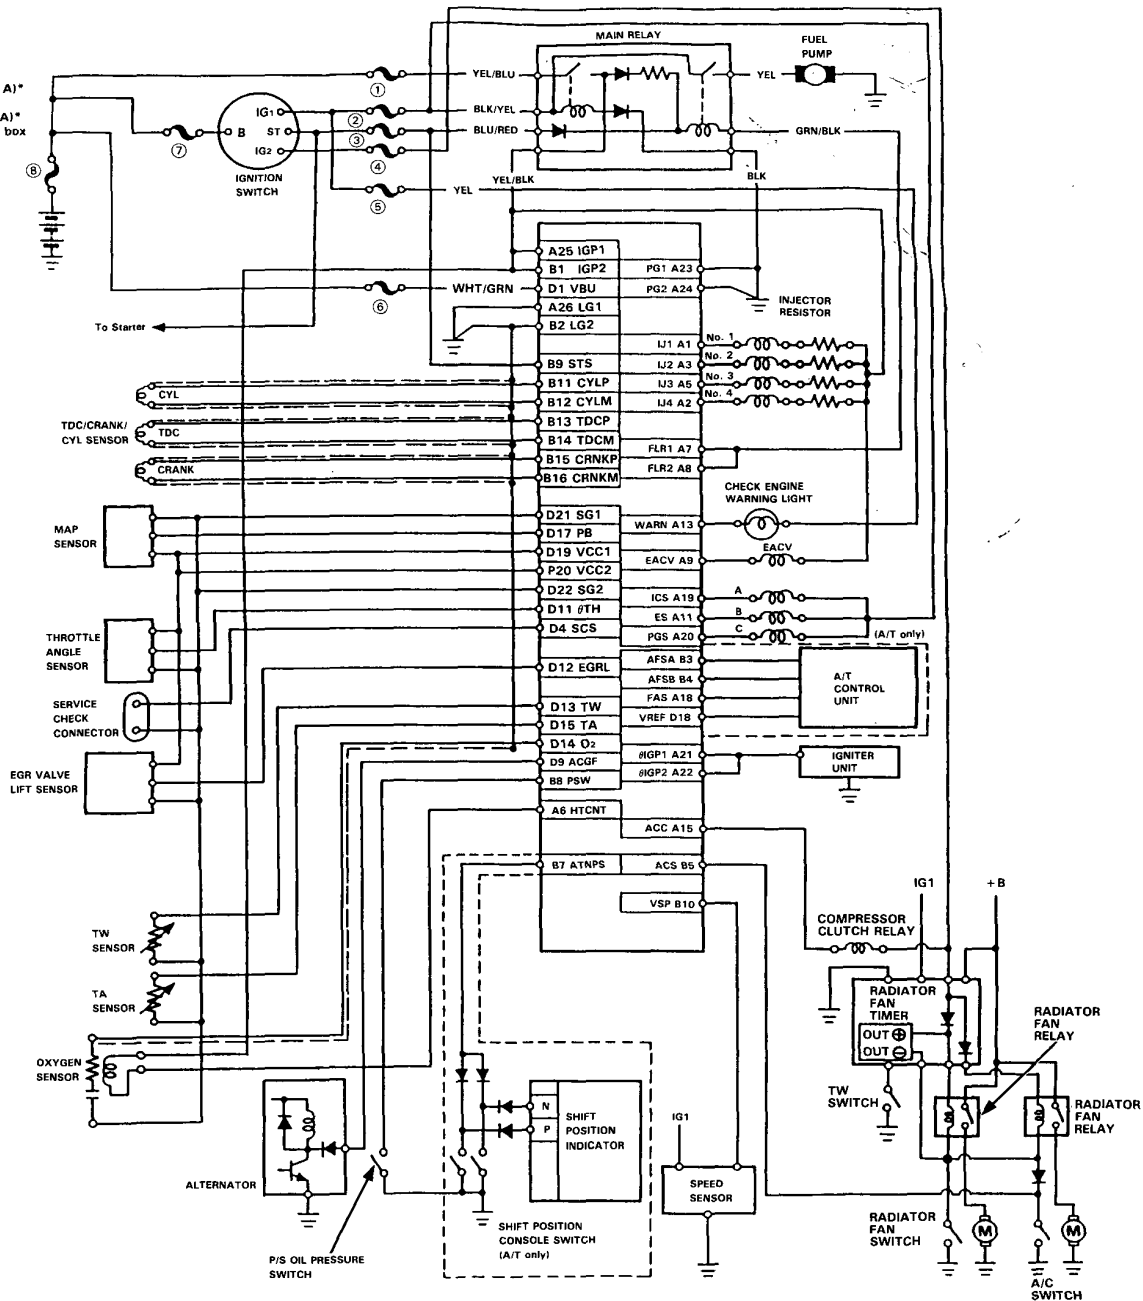 MAIN RELAY
FUEL
PUMP
A)*
A)*
box
YEL/BLU
YEL
BLK/YEL
BLU/RED
GRN/BLK
IG1
B
ST
IG2
IGNITION
SWITCH
①
②
③
④
⑤
⑥
⑦
⑧
YEL
YEL/BLK
BLK
WHT/GRN
To Starter
A25 IGP1
B1 IGP2
D1 VBU
A26 LG1
B2 LG2
B9 STS
B11 CYLP
B12 CYLM
B13 TDCP
B14 TDCM
B15 CRNKP
B16 CRNKM
D21 SG1
D17 PB
D19 VCC1
P20 VCC2
D22 SG2
D11 θTH
D4 SCS
D12 EGRL
D13 TW
D15 TA
D14 O2
D9 ACGF
B8 PSW
A6 HTCNT
B7 ATNPS
PG1 A23
PG2 A24
IJ1 A1
IJ2 A3
IJ3 A5
IJ4 A2
FLR1 A7
FLR2 A8
WARN A13
EACV A9
ICS A19
ES A11
PGS A20
AFSA B3
AFSB B4
FAS A18
VREF D18
θIGP1 A21
θIGP2 A22
ACC A15
ACS B5
VSP B10
INJECTOR
RESISTOR
No. 1
No. 2
No. 3
No. 4
CHECK ENGINE
WARNING LIGHT
EACV
A
B
C
(A/T only)
A/T
CONTROL
UNIT
IGNITER
UNIT
CYL
TDC/CRANK/
CYL SENSOR
TDC
CRANK
MAP
SENSOR
THROTTLE
ANGLE
SENSOR
SERVICE
CHECK
CONNECTOR
EGR VALVE
LIFT SENSOR
TW
SENSOR
TA
SENSOR
OXYGEN
SENSOR
ALTERNATOR
P/S OIL PRESSURE
SWITCH
N
P
SHIFT
POSITION
INDICATOR
SHIFT POSITION
CONSOLE SWITCH
(A/T only)
IG1
SPEED
SENSOR
IG1
+B
COMPRESSOR
CLUTCH RELAY
RADIATOR
FAN
TIMER
OUT ⊕
OUT ⊖
TW
SWITCH
RADIATOR
FAN
RELAY
RADIATOR
FAN
RELAY
RADIATOR
FAN
SWITCH
M
M
A/C
SWITCH